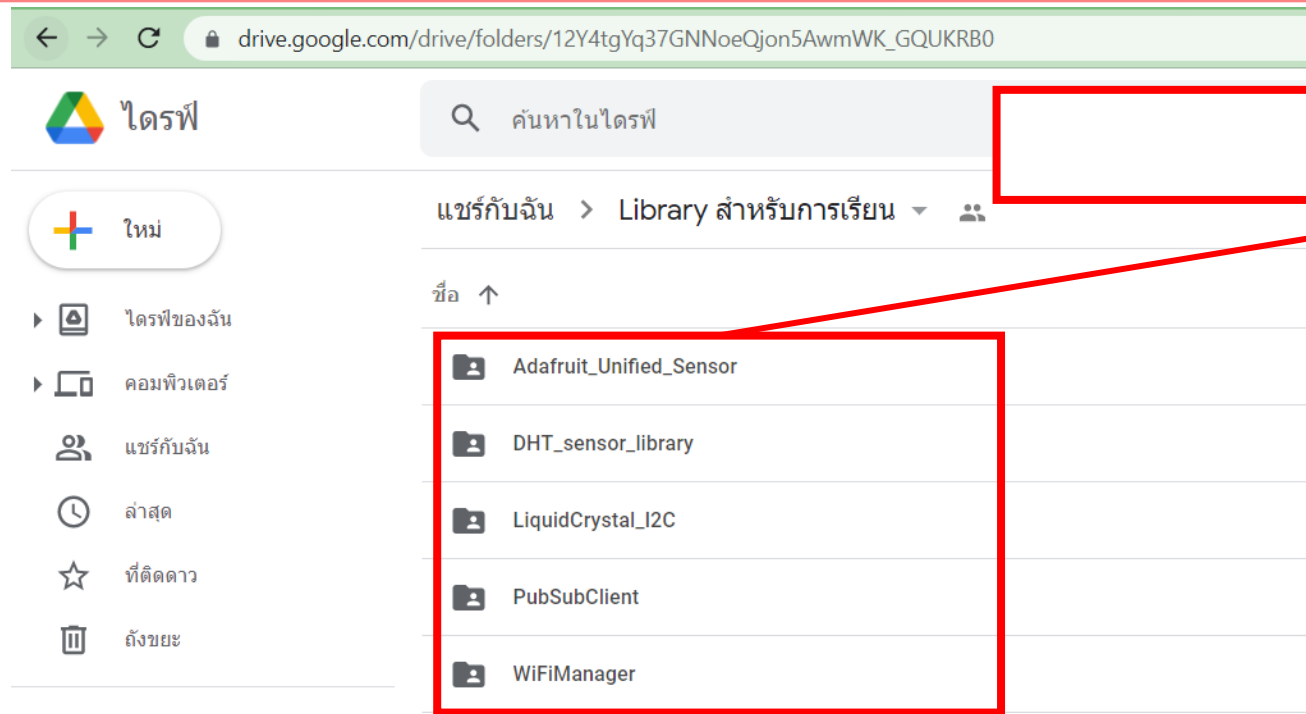 drive.google.com/drive/folders/12Y4tgYq37GNNoeQjon5AwmWK_GQUKRB0
ไดรฟ์
ค้นหาในไดรฟ์
ใหม่
แชร์กับฉัน > Library สำหรับการเรียน
ชื่อ
ไดรฟ์ของฉัน
คอมพิวเตอร์
แชร์กับฉัน
ล่าสุด
ที่ติดดาว
ถังขยะ
Adafruit_Unified_Sensor
DHT_sensor_library
LiquidCrystal_I2C
PubSubClient
WiFiManager